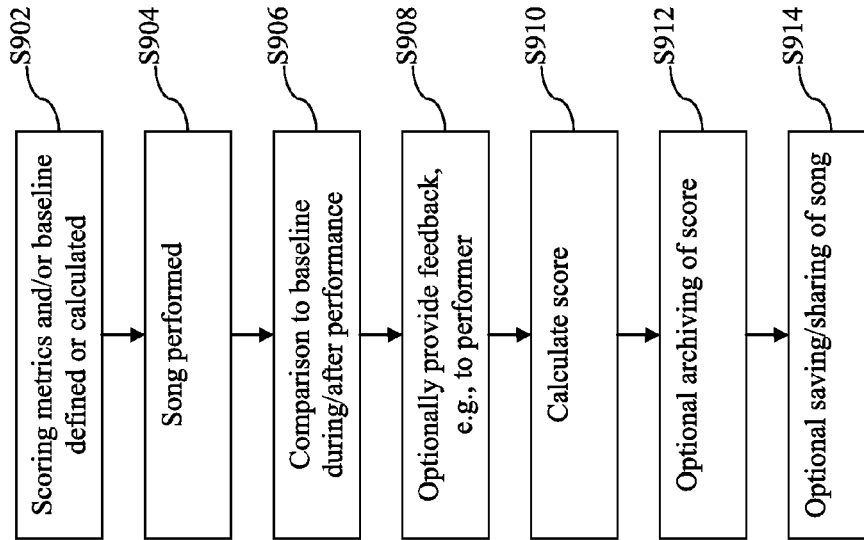 S902
Scoring metrics and/or baseline
defined or calculated
S904
Song performed
S906
Comparison to baseline
during/after performance
S908
Optionally provide feedback,
e.g., to performer
S910
Calculate score
S912
Optional archiving of score
S914
Optional saving/sharing of song